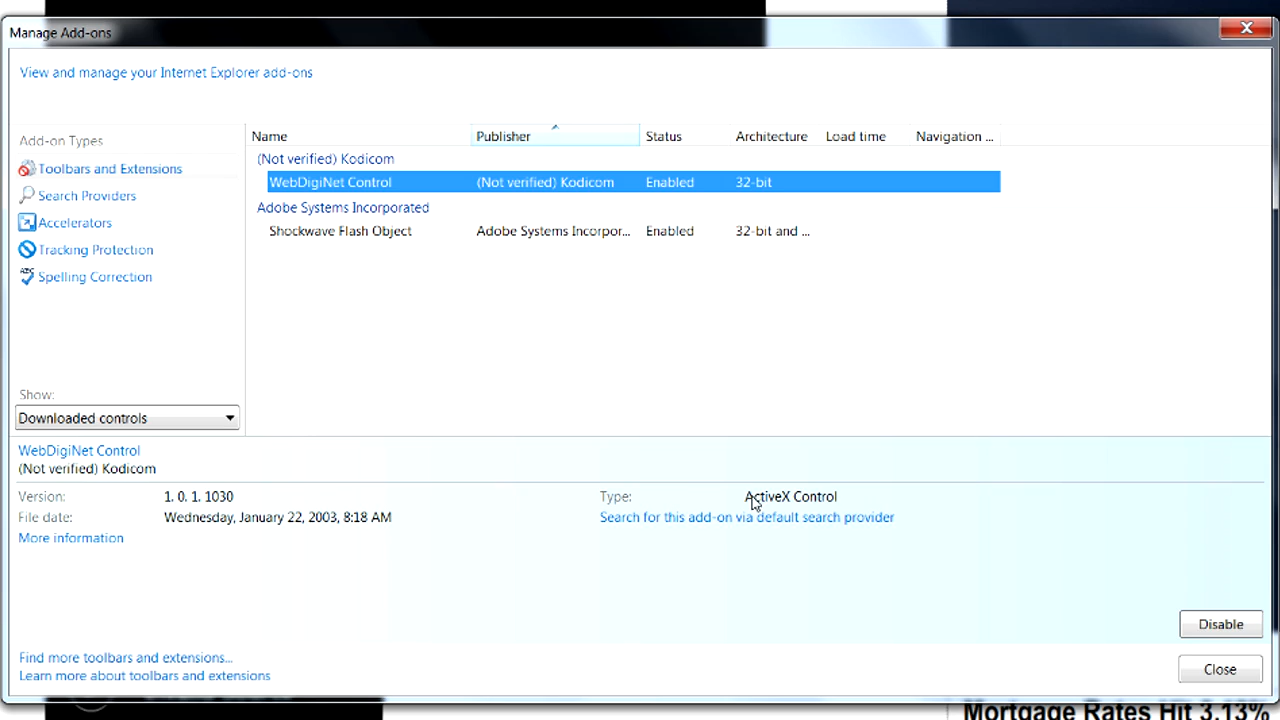 Manage Add-ons
View and manage your Internet Explorer add-ons
Add-on Types
Toolbars and Extensions
Search Providers
Accelerators
Tracking Protection
Spelling Correction
Show:
Downloaded controls
Name Publisher Status Architecture Load time Navigation ...
(Not verified) Kodicom
WebDigiNet Control (Not verified) Kodicom Enabled 32-bit
Adobe Systems Incorporated
Shockwave Flash Object Adobe Systems Incorpor... Enabled 32-bit and ...
WebDigiNet Control
(Not verified) Kodicom
Version: 1. 0. 1. 1030
File date: Wednesday, January 22, 2003, 8:18 AM
More information
Type: ActiveX Control
Search for this add-on via default search provider
Disable
Find more toolbars and extensions...
Learn more about toolbars and extensions
Close
Mortgage Rates Hit 3.13%